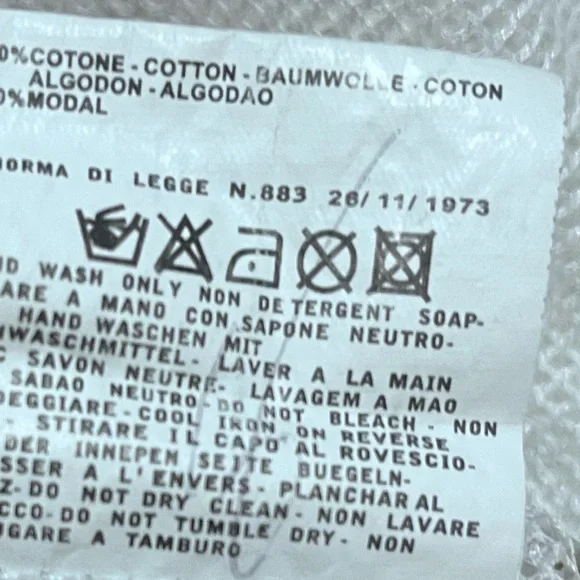 0%COTONE - COTTON - BAUMWOLLE - COTON
ALGODON - ALGODAO
0%MODAL
NORMA DI LEGGE N.883 26/11/1973
ND WASH ONLY NON DETERGENT SOAP-
ARE A MANO CON SAPONE NEUTRO-
HAND WASCHEN MIT
WASCHMITTEL- LAVER A LA MAIN
C SAVON NEUTRE- LAVAGEM A MAO
SABAO NEUTRO-DO NOT BLEACH - NON
DEGGIARE-COOL IRON ON REVERSE
- STIRARE IL CAPO AL ROVESCIO-
DER INNEPEN SEITE BUEGELN-
SSER A L'ENVERS- PLANCHAR AL
Z-DO NOT DRY CLEAN- NON LAVARE
CCO-DO NOT TUMBLE DRY- NON
UGARE A TAMBURO